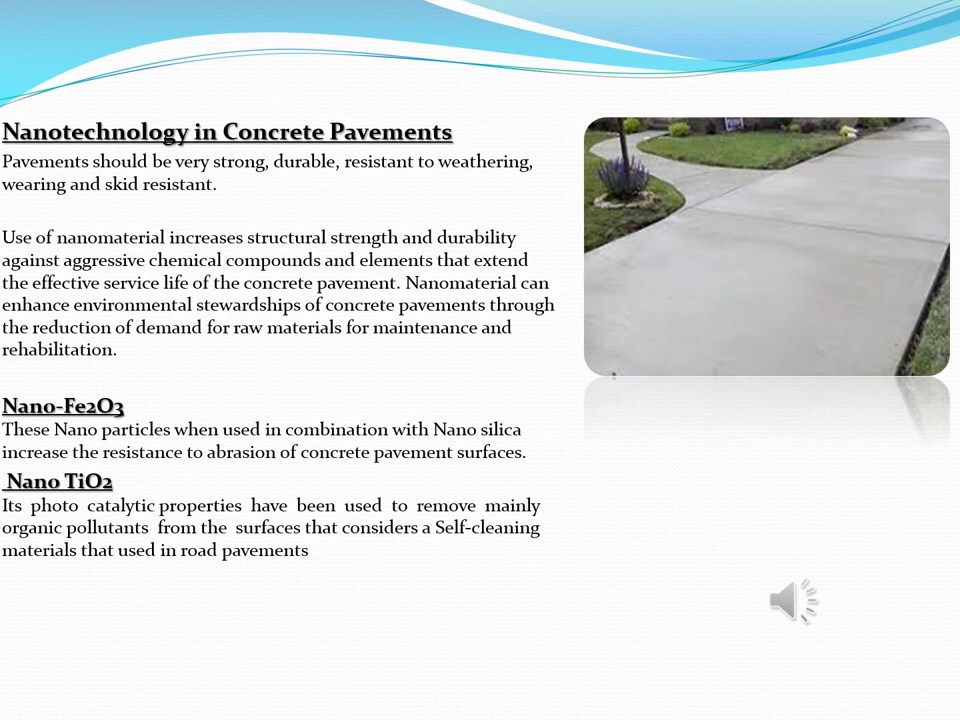 Nanotechnology in Concrete Pavements
Pavements should be very strong, durable, resistant to weathering,
wearing and skid resistant.
Use of nanomaterial increases structural strength and durability
against aggressive chemical compounds and elements that extend
the effective service life of the concrete pavement. Nanomaterial can
enhance environmental stewardships of concrete pavements through
the reduction of demand for raw materials for maintenance and
rehabilitation.
Nano-Fe2O3
These Nano particles when used in combination with Nano silica
increase the resistance to abrasion of concrete pavement surfaces.
Nano TiO2
Its photo catalytic properties have been used to remove mainly
organic pollutants from the surfaces that considers a Self-cleaning
materials that used in road pavements